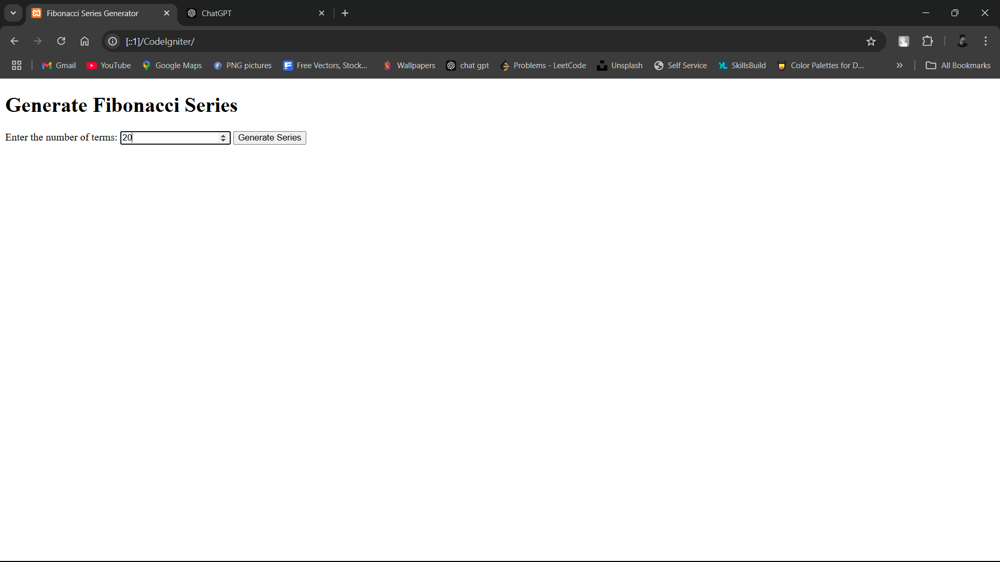 Fibonacci Series Generator
ChatGPT
[::1]/CodeIgniter/
Gmail
YouTube
Google Maps
PNG pictures
Free Vectors, Stock...
Wallpapers
chat gpt
Problems - LeetCode
Unsplash
Self Service
SkillsBuild
Color Palettes for D...
All Bookmarks
Generate Fibonacci Series
Enter the number of terms: 20 Generate Series